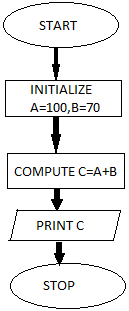 START
INITIALIZE
A=100,B=70
COMPUTE C=A+B
PRINT C
STOP